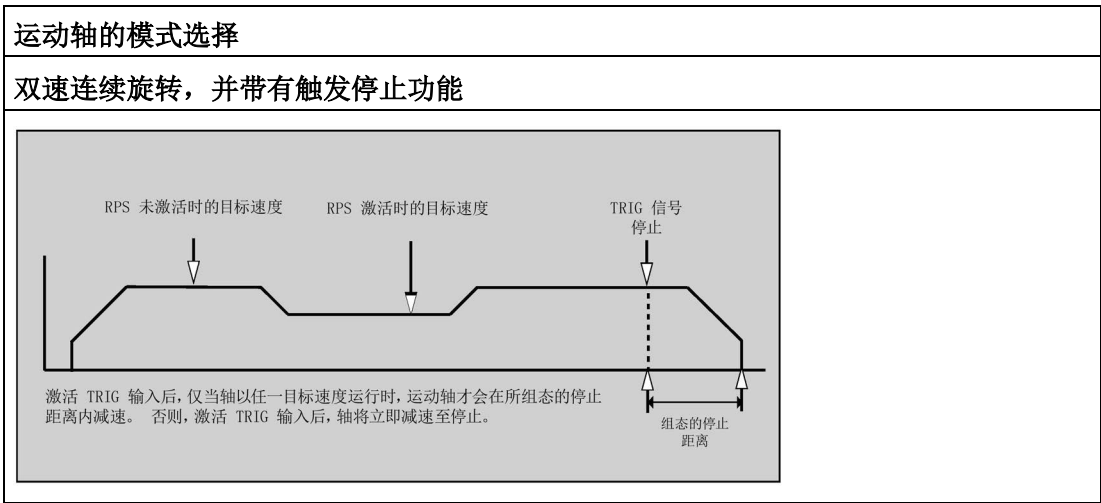 运动轴的模式选择
双速连续旋转，并带有触发停止功能
RPS 未激活时的目标速度
RPS 激活时的目标速度
TRIG 信号
停止
激活 TRIG 输入后，仅当轴以任一目标速度运行时，运动轴才会在所组态的停止
距离内减速。 否则，激活 TRIG 输入后，轴将立即减速至停止。
组态的停止
距离